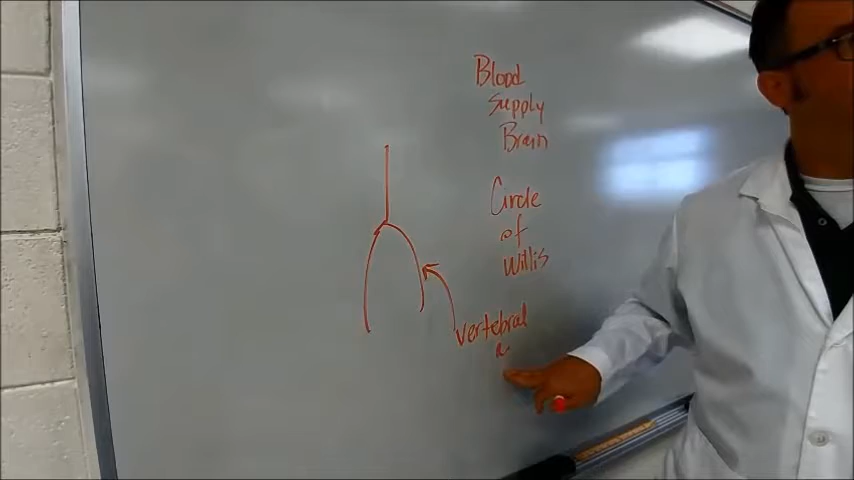 Blood
Supply
Brain
Circle
of
Willis
vertebral
a